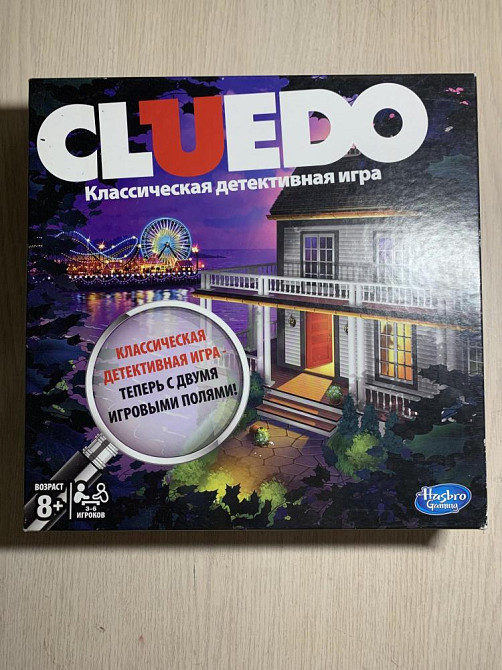 CLUEDO
Классическая детективная игра
КЛАССИЧЕСКАЯ
ДЕТЕКТИВНАЯ ИГРА -
ТЕПЕРЬ С ДВУМЯ
ИГРОВЫМИ ПОЛЯМИ!
ВОЗРАСТ
8+
3-6
ИГРОКОВ
Hasbro
Gaming